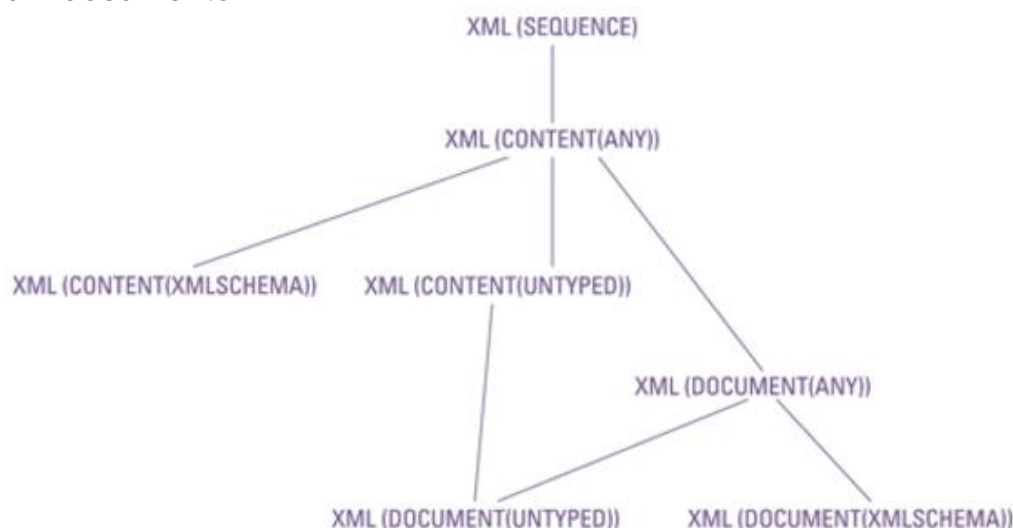 XML (SEQUENCE)
XML (CONTENT(ANY))
XML (CONTENT(XMLSCHEMA)) XML (CONTENT(UNTYPED))
XML (DOCUMENT(ANY))
XML (DOCUMENT(UNTYPED)) XML (DOCUMENT(XMLSCHEMA))